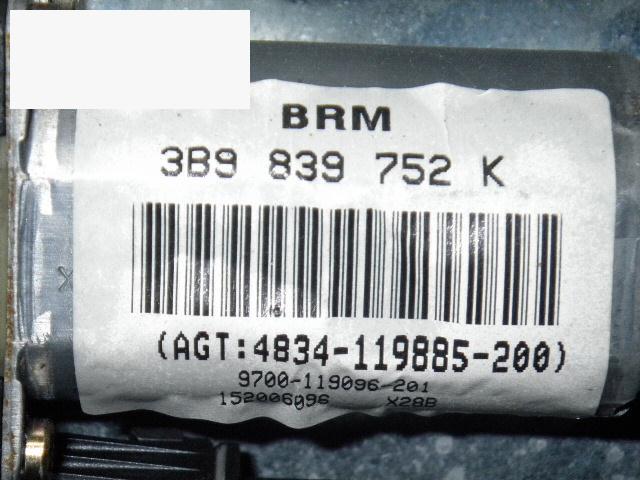 BRM
3B9 839 752 K
(AGT:4834-119885-200)
9700-119096-201
152006096 X28B